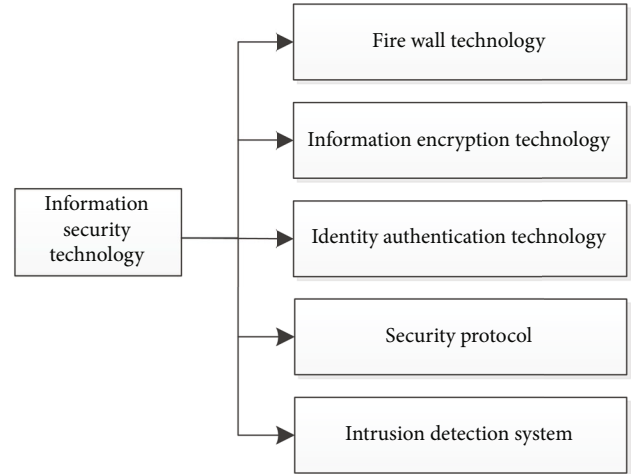 Fire wall technology
Information encryption technology
Information
security
technology
Identity authentication technology
Security protocol
Intrusion detection system